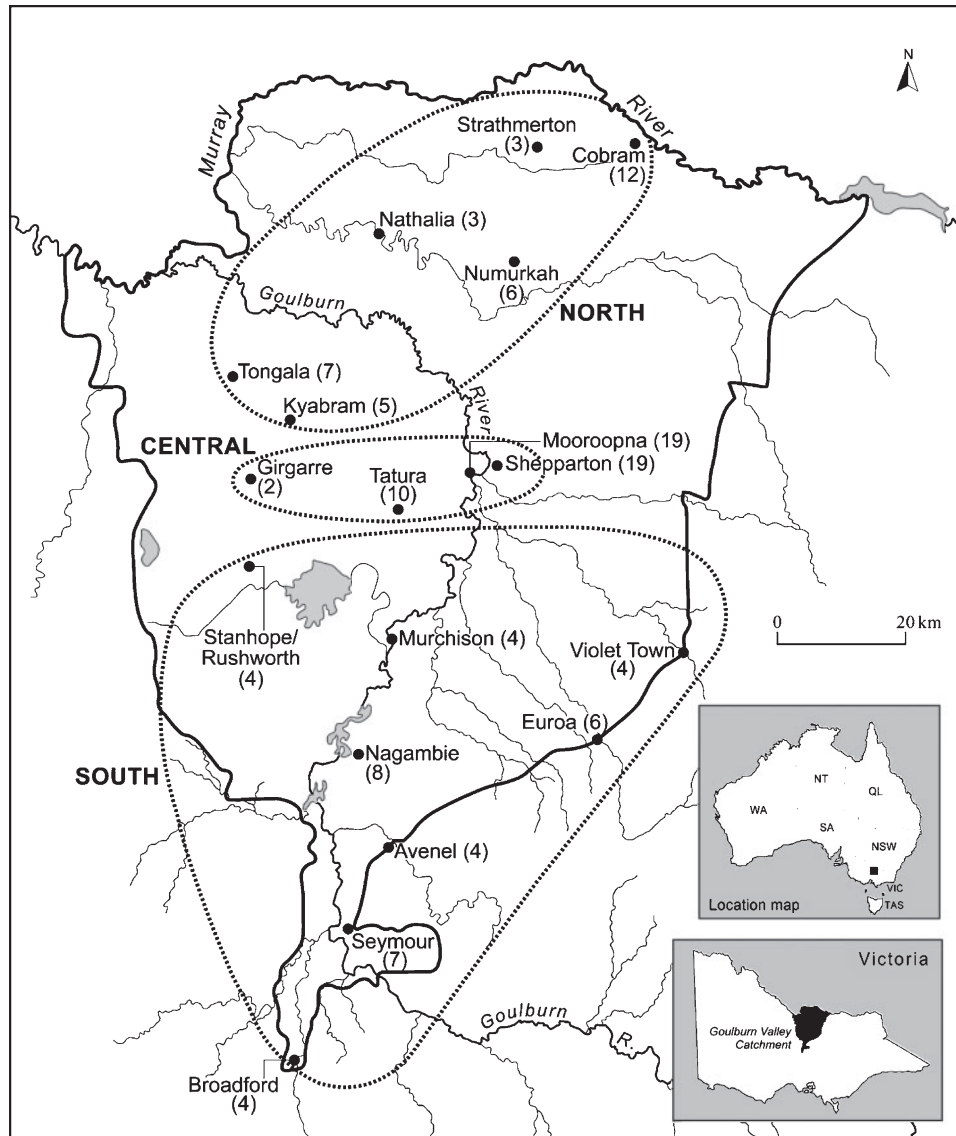 N
Murray
River
Strathmerton
(3)
Cobram
(12)
Nathalia (3)
Numurkah
(6)
Goulburn
NORTH
River
Tongala (7)
Kyabram (5)
CENTRAL
Mooroopna (19)
Girgarre
(2)
Tatura
(10)
Shepparton (19)
Stanhope/
Rushworth
(4)
Murchison (4)
Violet Town
(4)
0 20 km
Euroa (6)
Nagambie
(8)
SOUTH
Avenel (4)
Seymour
(7)
Goulburn
R.
Broadford
(4)
NT
QL
WA
SA
NSW
VIC
TAS
Location map
Victoria
Goulburn Valley
Catchment